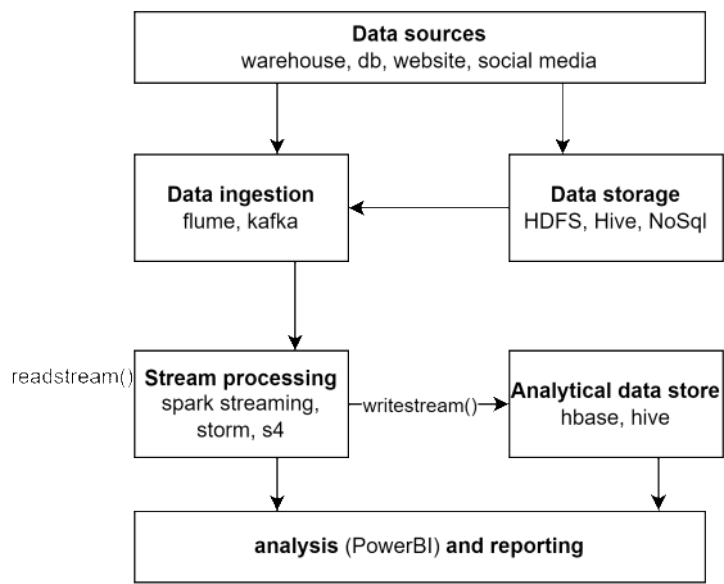 Data sources
warehouse, db, website, social media
Data ingestion
flume, kafka
Data storage
HDFS, Hive, NoSql
readstream()
Stream processing
spark streaming,
storm, s4
writestream()
Analytical data store
hbase, hive
analysis (PowerBI) and reporting